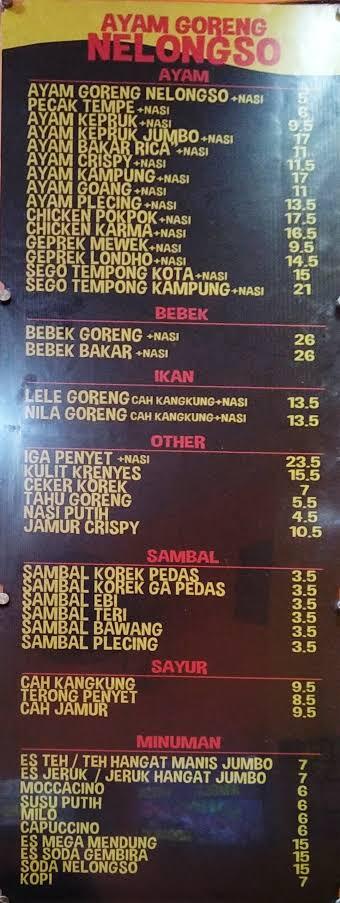 AYAM GORENG
NELONGSO
AYAM
AYAM GORENG NELONGSO +NASI 5
PECAK TEMPE +NASI 6
AYAM KEPRUK +NASI 9.5
AYAM KEPRUK JUMBO +NASI 17
AYAM BAKAR RICA +NASI 11
AYAM CRISPY +NASI 11.5
AYAM KAMPUNG +NASI 17
AYAM GOANG +NASI 11
AYAM PLECING +NASI 13.5
CHICKEN POKPOK +NASI 17.5
CHICKEN KARMA +NASI 16.5
GEPREK MEWEK +NASI 9.5
GEPREK LONDHO +NASI 14.5
SEGO TEMPONG KOTA +NASI 15
SEGO TEMPONG KAMPUNG +NASI 21
BEBEK
BEBEK GORENG +NASI 26
BEBEK BAKAR +NASI 26
IKAN
LELE GORENG CAH KANGKUNG+NASI 13.5
NILA GORENG CAH KANGKUNG+NASI 13.5
OTHER
IGA PENYET +NASI 23.5
KULIT KRENYES 15.5
CEKER KOREK 7
TAHU GORENG 5.5
NASI PUTIH 4.5
JAMUR CRISPY 10.5
SAMBAL
SAMBAL KOREK PEDAS 3.5
SAMBAL KOREK GA PEDAS 3.5
SAMBAL EBI 3.5
SAMBAL TERI 3.5
SAMBAL BAWANG 3.5
SAMBAL PLECING 3.5
SAYUR
CAH KANGKUNG 9.5
TERONG PENYET 8.5
CAH JAMUR 9.5
MINUMAN
ES TEH / TEH HANGAT MANIS JUMBO 7
ES JERUK / JERUK HANGAT JUMBO 7
MOCCACINO 6
SUSU PUTIH 6
MILO 6
CAPUCCINO 6
ES MEGA MENDUNG 15
ES SODA GEMBIRA 15
SODA NELONGSO 15
KOPI 7